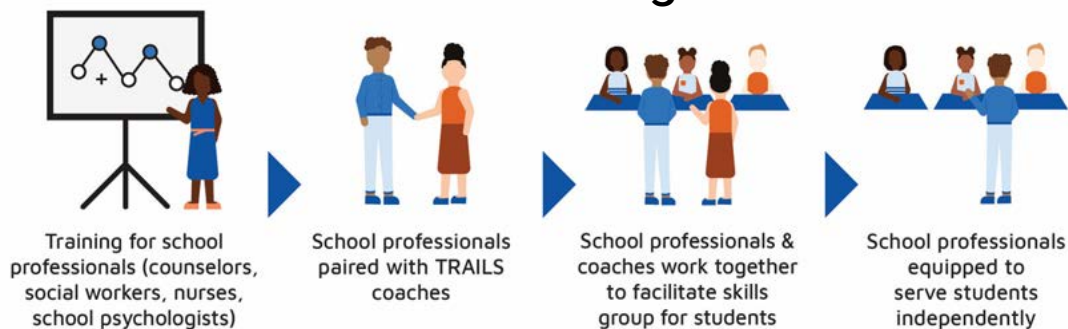 Training for school
professionals (counselors,
social workers, nurses,
school psychologists)
School professionals
paired with TRAILS
coaches
School professionals &
coaches work together
to facilitate skills
group for students
School professionals
equipped to
serve students
independently